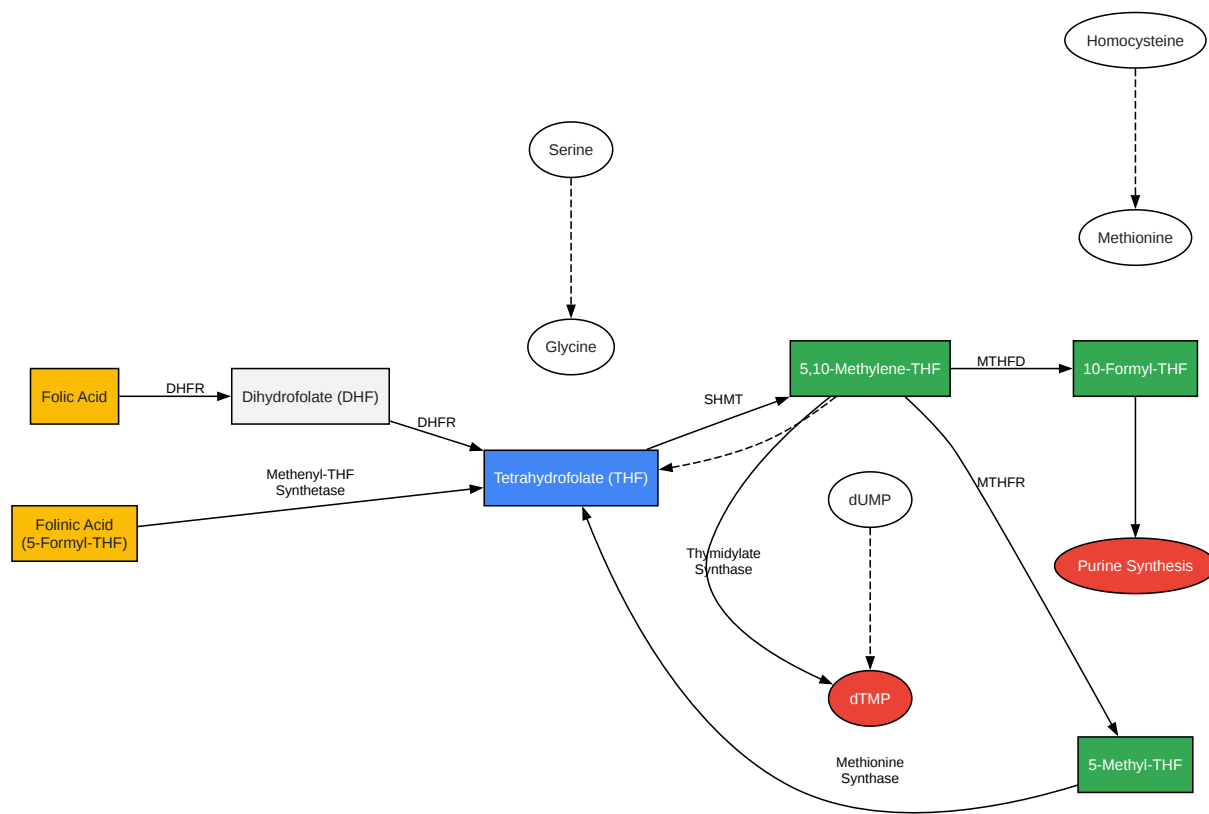 Homocysteine
Serine
Methionine
Glycine
5,10-Methylene-THF
MTHFD
10-Formyl-THF
Folic Acid
DHFR
Dihydrofolate (DHF)
SHMT
DHFR
Methenyl-THF
Synthetase
Tetrahydrofolate (THF)
MTHFR
dUMP
Folinic Acid
(5-Formyl-THF)
Thymidylate
Synthase
Purine Synthesis
dTMP
Methionine
Synthase
5-Methyl-THF